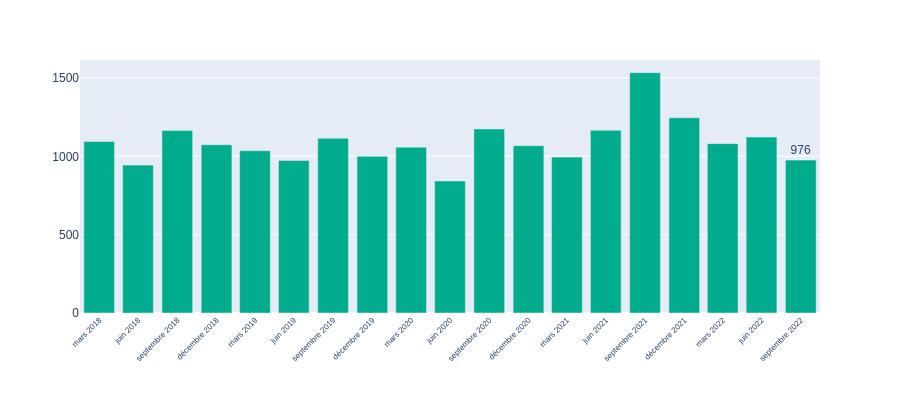 1500
1000
500
0
976
mars 2018
juin 2018
septembre 2018
décembre 2018
mars 2019
juin 2019
septembre 2019
décembre 2019
mars 2020
juin 2020
septembre 2020
décembre 2020
mars 2021
juin 2021
septembre 2021
décembre 2021
mars 2022
juin 2022
septembre 2022